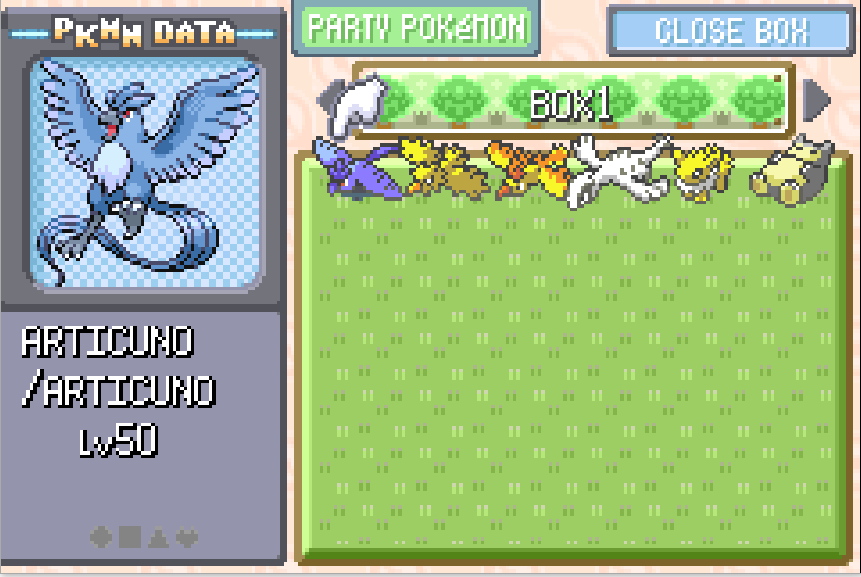 PKMN DATA
PARTY POKéMON
CLOSE BOX
BOX1
ARTICUNO
/ARTICUNO
Lv50